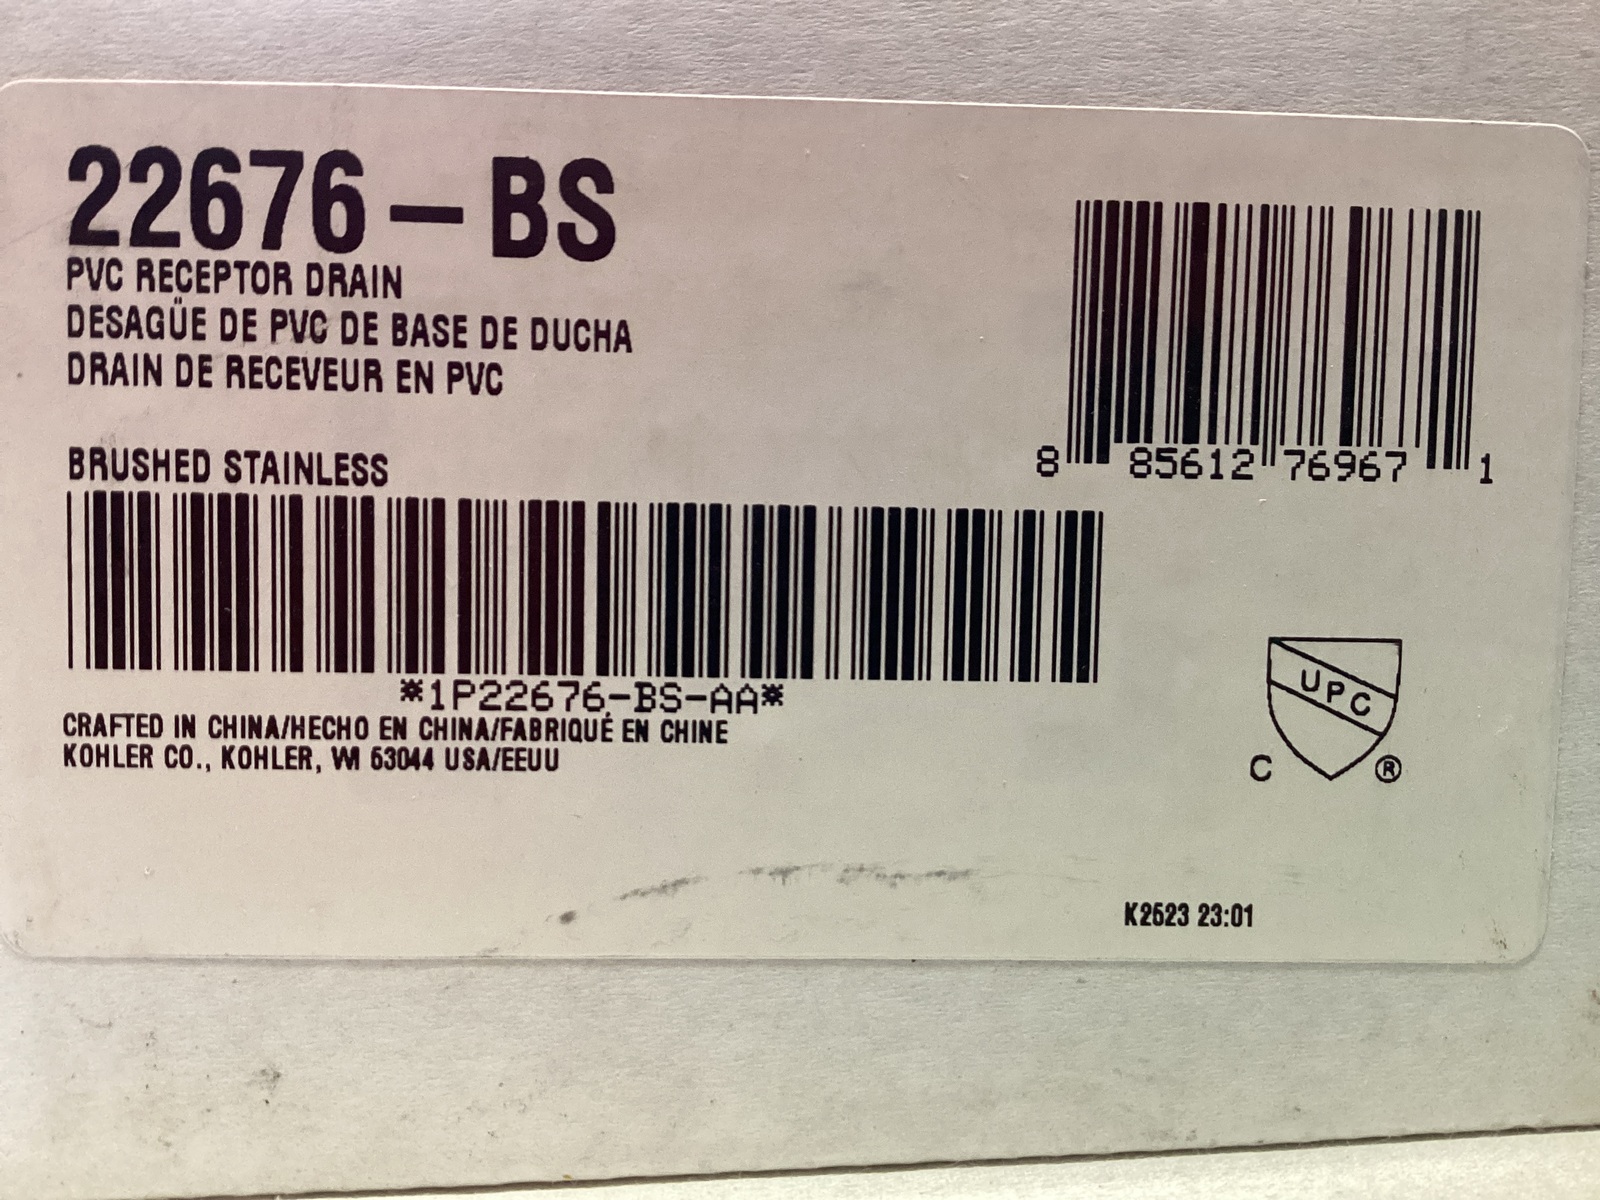 22676-BS
PVC RECEPTOR DRAIN
DESAGÜE DE PVC DE BASE DE DUCHA
DRAIN DE RECEVEUR EN PVC
BRUSHED STAINLESS
*1P22676-BS-AA*
CRAFTED IN CHINA/HECHO EN CHINA/FABRIQUÉ EN CHINE
KOHLER CO., KOHLER, WI 53044 USA/EEUU
8 85612 76967 1
UPC
C ®
K2523 23:01